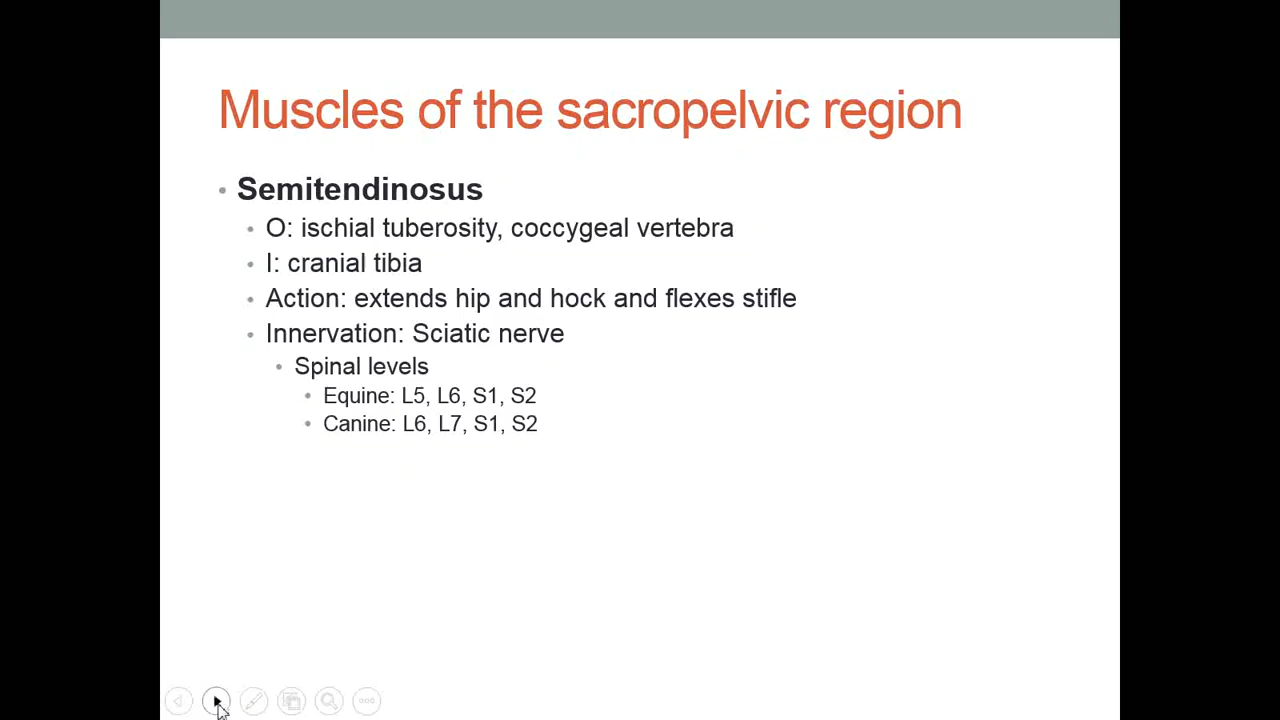 Muscles of the sacropelvic region
• Semitendinosus
• O: ischial tuberosity, coccygeal vertebra
• I: cranial tibia
• Action: extends hip and hock and flexes stifle
• Innervation: Sciatic nerve
• Spinal levels
• Equine: L5, L6, S1, S2
• Canine: L6, L7, S1, S2